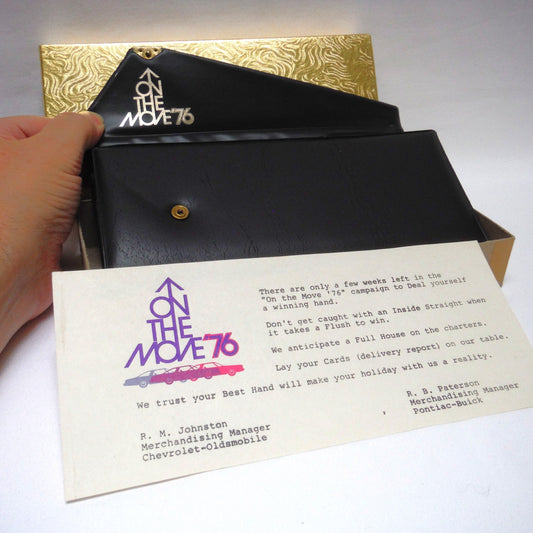 ON
THE
MOVE '76
ON
THE
MOVE '76
There are only a few weeks left in the
"On the Move '76" campaign to Deal yourself
a winning hand.
Don't get caught with an Inside Straight when
it takes a Flush to win.
We anticipate a Full House on the charters.
Lay your Cards (delivery report) on our table.
We trust your Best Hand will make your holiday with us a reality.
R. M. Johnston
Merchandising Manager
Chevrolet-Oldsmobile
R. B. Paterson
Merchandising Manager
Pontiac-Buick